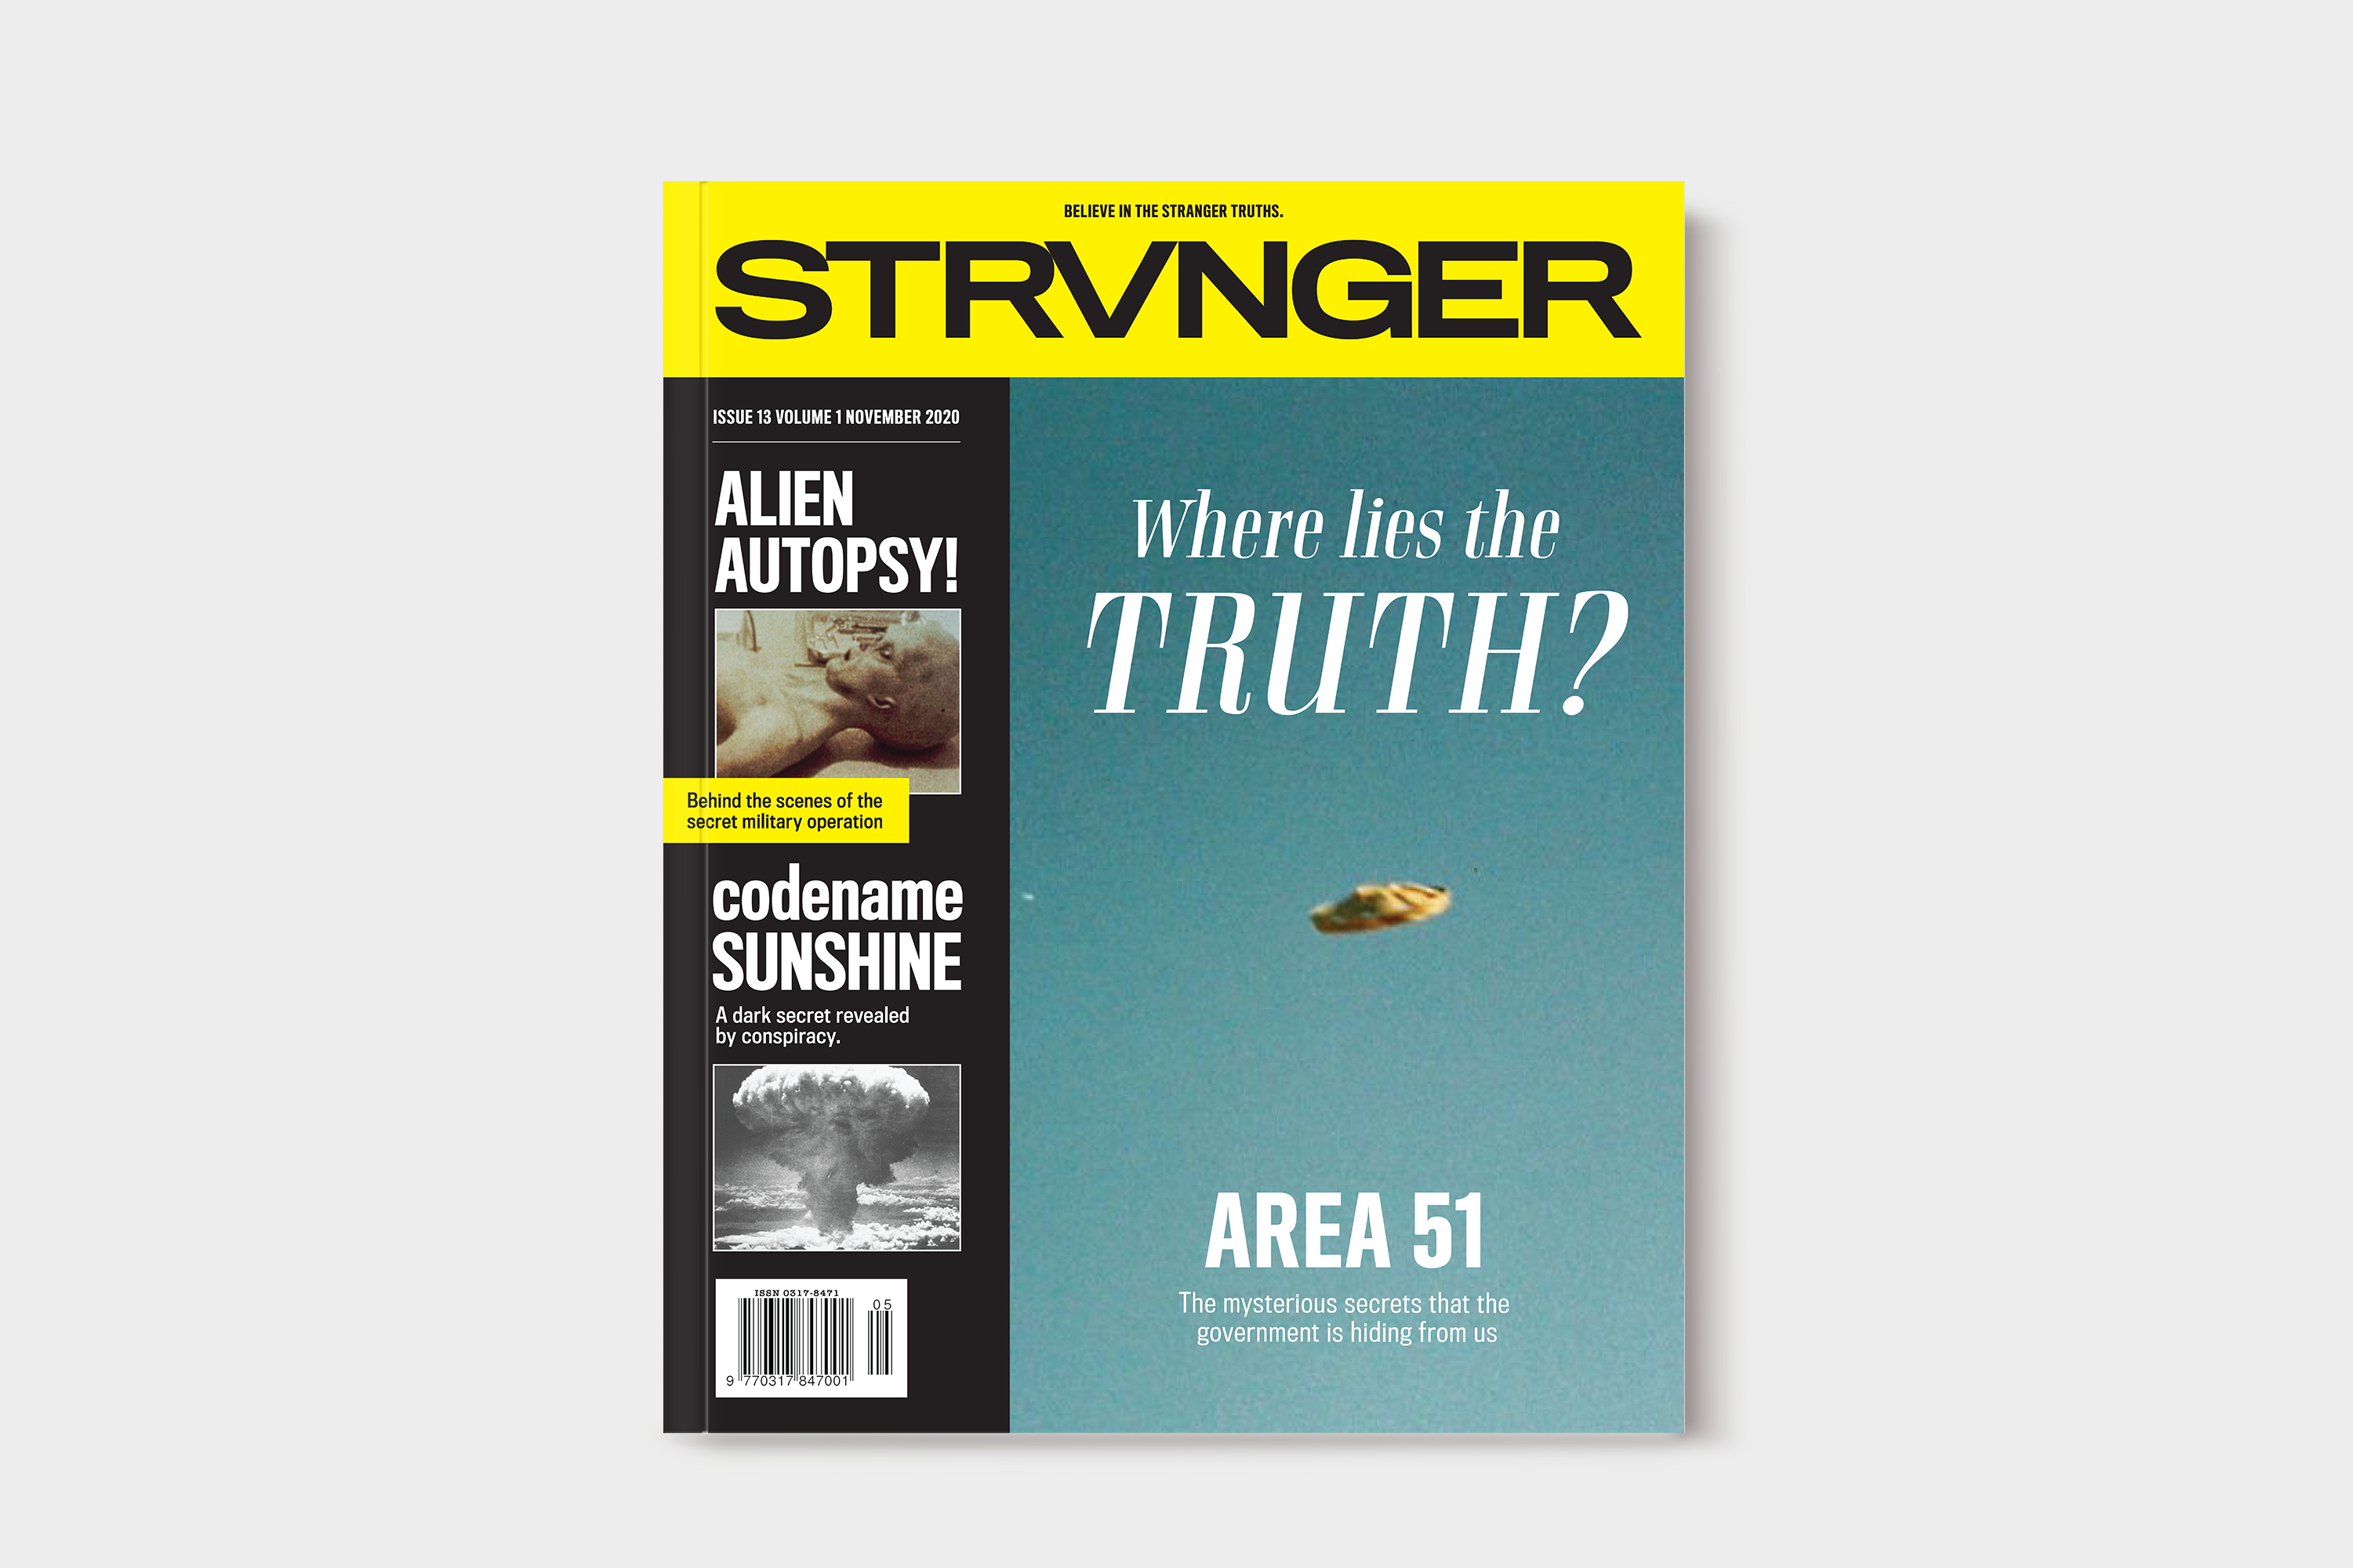 BELIEVE IN THE STRANGER TRUTHS.
STRVNGER
ISSUE 13 VOLUME 1 NOVEMBER 2020
ALIEN
AUTOPSY!
Behind the scenes of the
secret military operation
codename
SUNSHINE
A dark secret revealed
by conspiracy.
ISSN 0317-8471
05
9 770317 847001
Where lies the
TRUTH?
AREA 51
The mysterious secrets that the
government is hiding from us